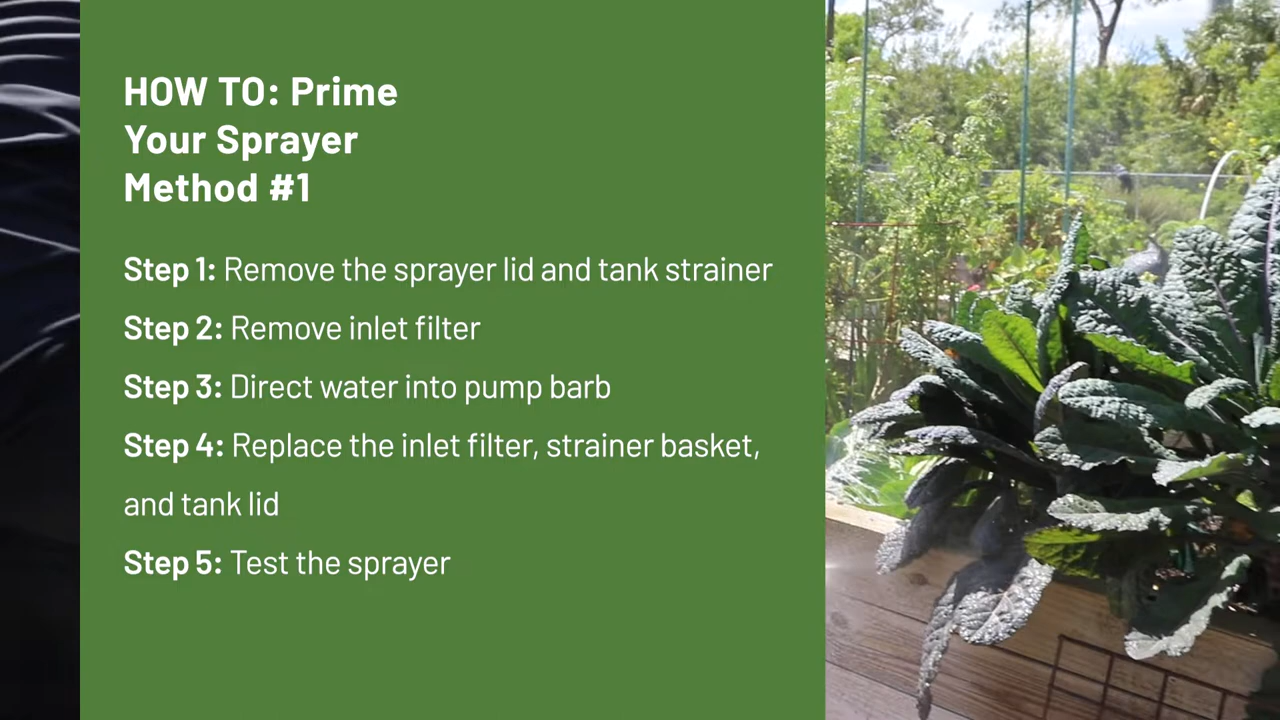 HOW TO: Prime
Your Sprayer
Method #1
Step 1: Remove the sprayer lid and tank strainer
Step 2: Remove inlet filter
Step 3: Direct water into pump barb
Step 4: Replace the inlet filter, strainer basket,
and tank lid
Step 5: Test the sprayer